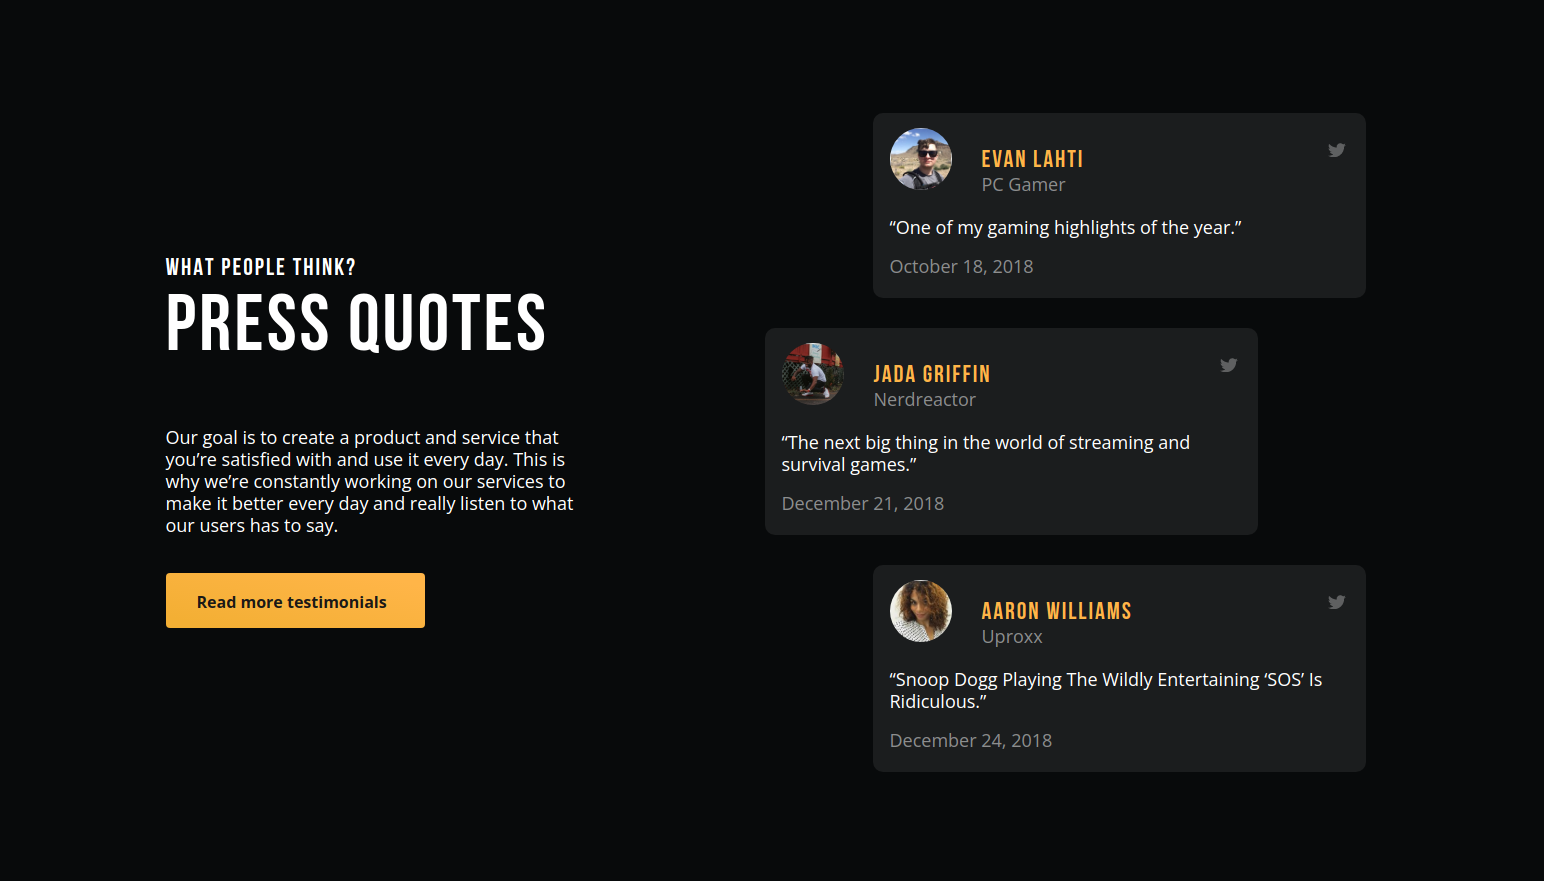 WHAT PEOPLE THINK?
PRESS QUOTES
Our goal is to create a product and service that
you’re satisfied with and use it every day. This is
why we’re constantly working on our services to
make it better every day and really listen to what
our users has to say.
Read more testimonials
EVAN LAHTI
PC Gamer
“One of my gaming highlights of the year.”
October 18, 2018
JADA GRIFFIN
Nerdreactor
“The next big thing in the world of streaming and
survival games.”
December 21, 2018
AARON WILLIAMS
Uproxx
“Snoop Dogg Playing The Wildly Entertaining ‘SOS’ Is
Ridiculous.”
December 24, 2018